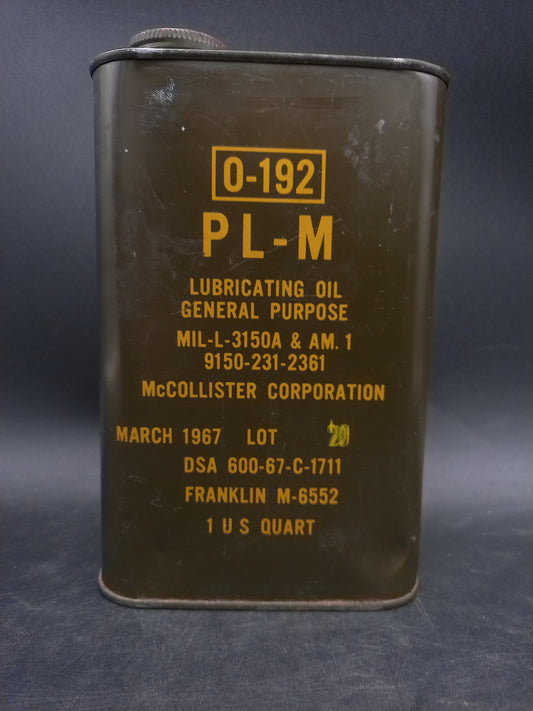 O-192
PL-M
LUBRICATING OIL
GENERAL PURPOSE
MIL-L-3150A & AM. 1
9150-231-2361
McCOLLISTER CORPORATION
MARCH 1967 LOT 20
DSA 600-67-C-1711
FRANKLIN M-6552
1 U S QUART